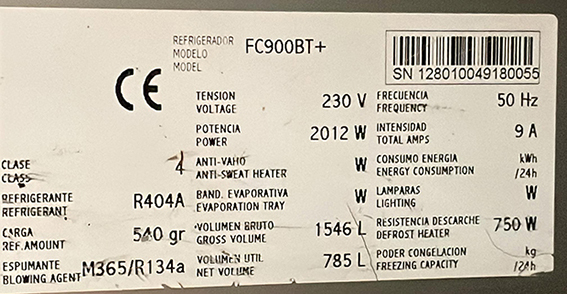 REFRIGERADOR
MODELO FC900BT+
MODEL
SN 128010049180055
CE
TENSION
VOLTAGE 230 V
FRECUENCIA
FREQUENCY 50 Hz
POTENCIA
POWER 2012 W
INTENSIDAD
TOTAL AMPS 9 A
CLASE
CLASS 4
ANTI-VAHO
ANTI-SWEAT HEATER W
CONSUMO ENERGIA kWh
ENERGY CONSUMPTION /24h
REFRIGERANTE
REFRIGERANT R404A
BAND. EVAPORATIVA
EVAPORATION TRAY W
LAMPARAS
LIGHTING W
CARGA
REF.AMOUNT 540 gr
VOLUMEN BRUTO
GROSS VOLUME 1546 L
RESISTENCIA DESCARCHE
DEFROST HEATER 750 W
ESPUMANTE
BLOWING AGENT M365/R134a
VOLUMEN UTIL
NET VOLUME 785 L
PODER CONGELACION kg
FREEZING CAPACITY /24h